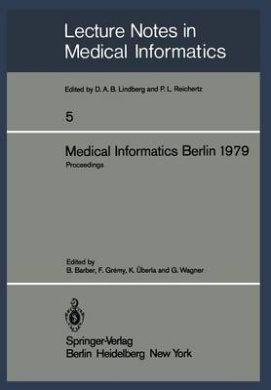 Lecture Notes in
Medical Informatics
Edited by D. A. B. Lindberg and P. L. Reichertz
5
Medical Informatics Berlin 1979
Proceedings
Edited by
B. Barber, F. Grémy, K. Überla and G. Wagner
Springer-Verlag
Berlin Heidelberg New York